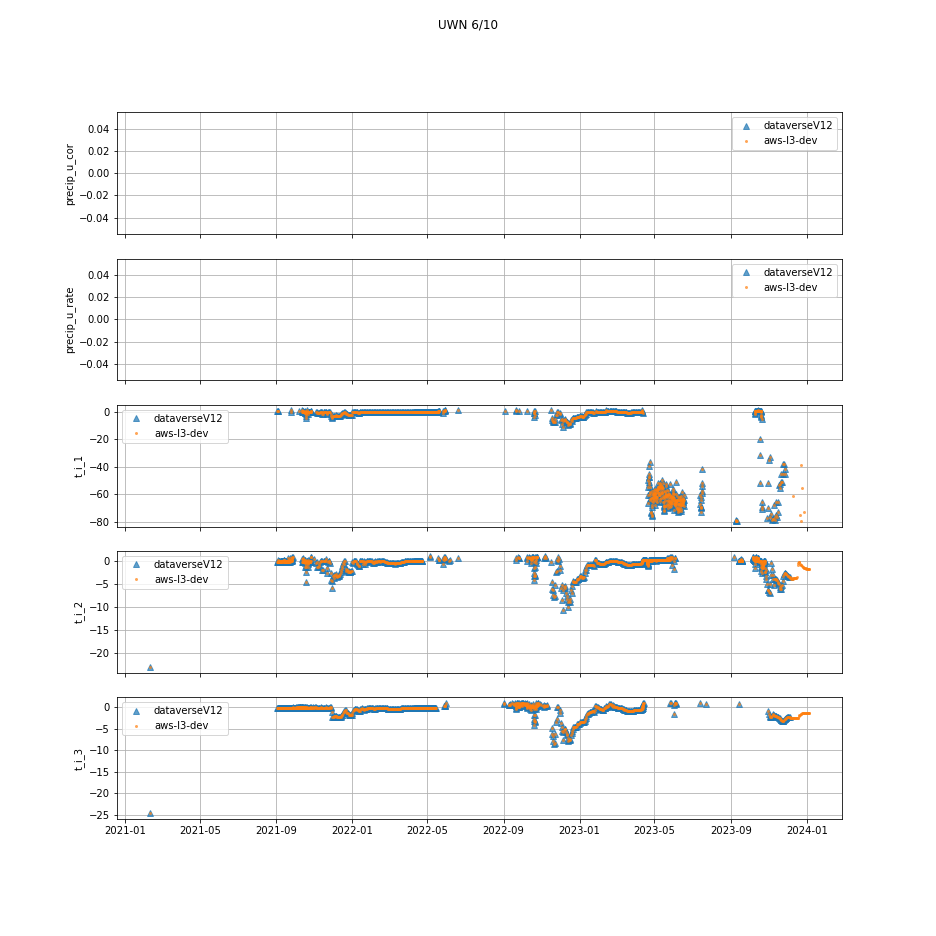 UWN 6/10
0.04
0.02
0.00
−0.02
−0.04
precip_u_cor
dataverseV12
aws-l3-dev
0.04
0.02
0.00
−0.02
−0.04
precip_u_rate
dataverseV12
aws-l3-dev
0
−20
−40
−60
−80
t_i_1
dataverseV12
aws-l3-dev
0
−5
−10
−15
−20
t_i_2
dataverseV12
aws-l3-dev
0
−5
−10
−15
−20
−25
t_i_3
dataverseV12
aws-l3-dev
2021-01 2021-05 2021-09 2022-01 2022-05 2022-09 2023-01 2023-05 2023-09 2024-01